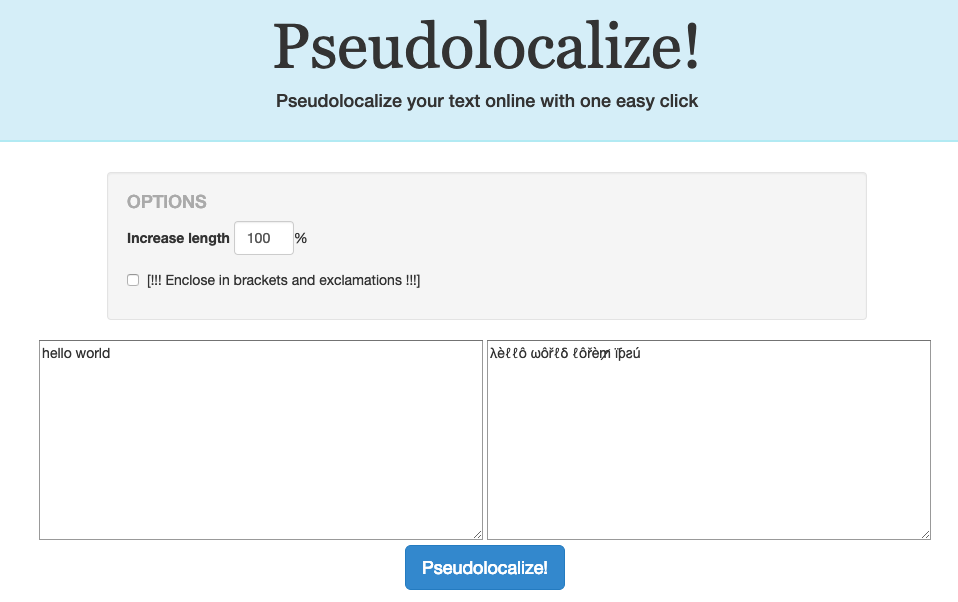 Pseudolocalize!
Pseudolocalize your text online with one easy click
OPTIONS
Increase length 100 %
[!!! Enclose in brackets and exclamations !!!]
hello world
λèℓℓô ωôřℓδ ℓôřè₥ ïƥƨú
Pseudolocalize!